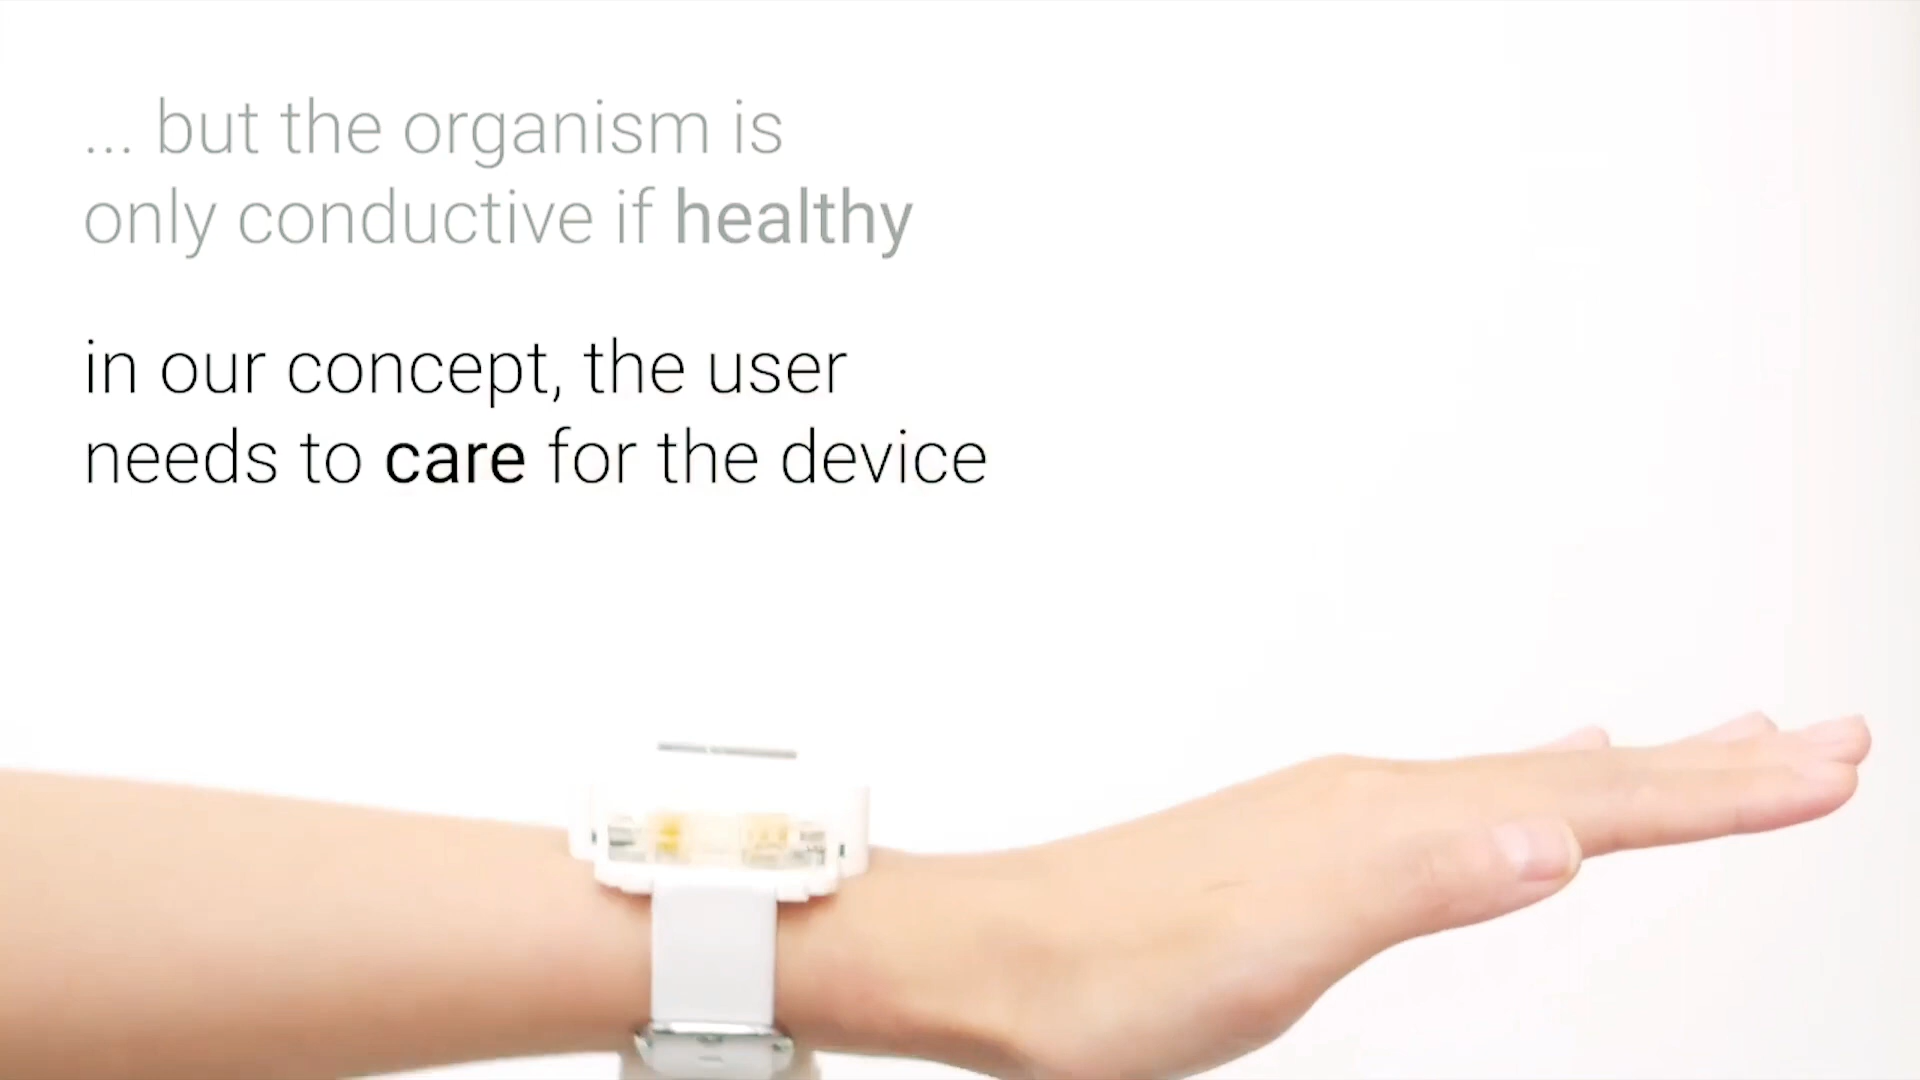 ... but the organism is
only conductive if healthy
in our concept, the user
needs to care for the device